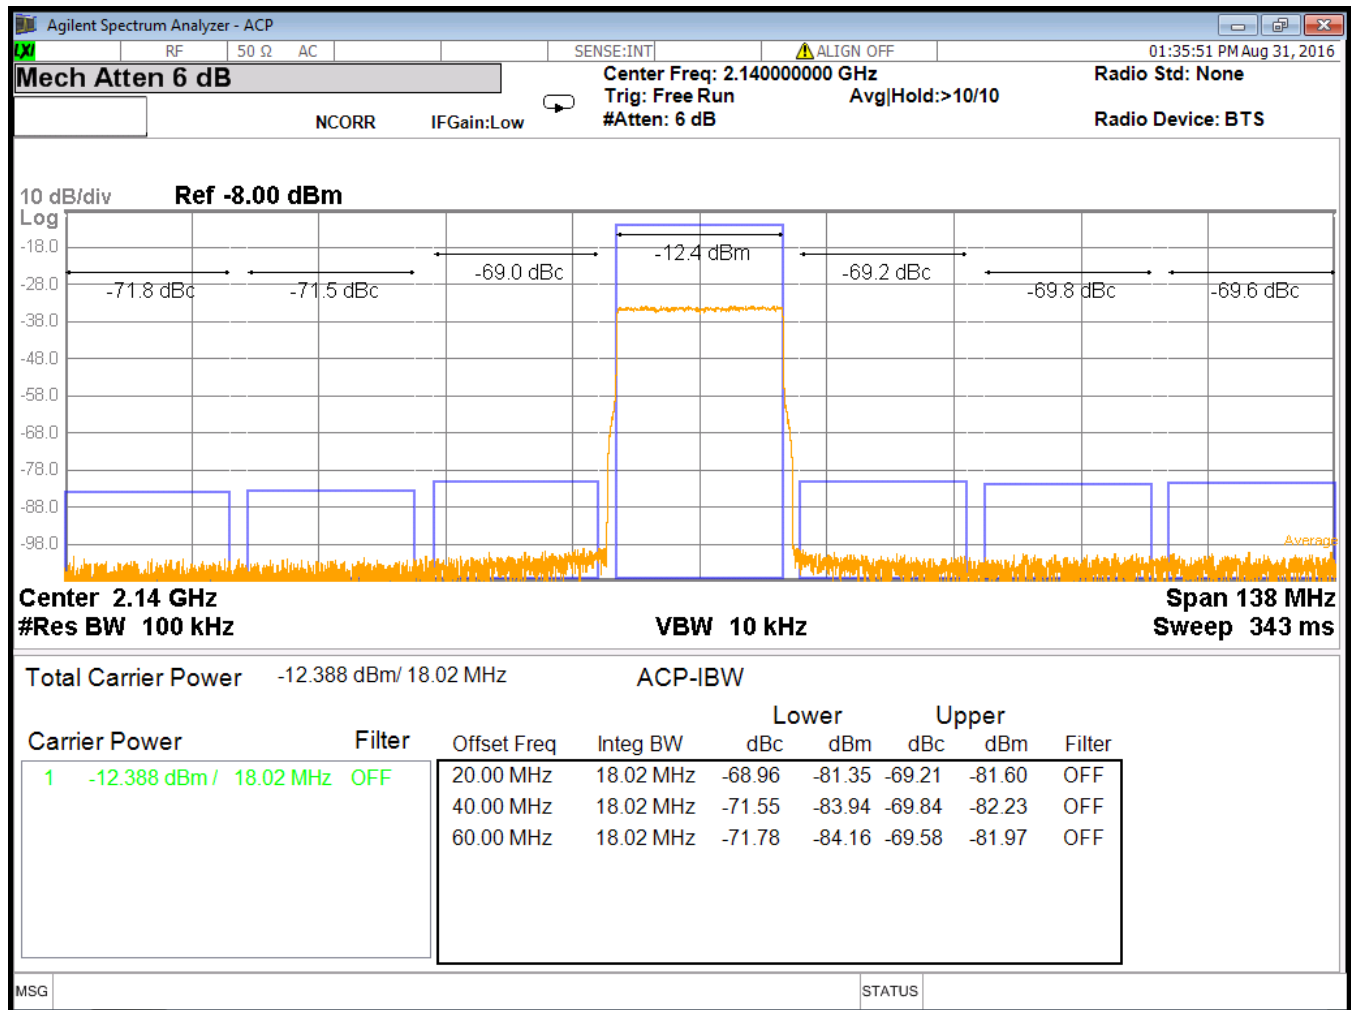 Agilent Spectrum Analyzer - ACP
LXI RF 50 Ω AC SENSE:INT ALIGN OFF 01:35:51 PM Aug 31, 2016
Mech Atten 6 dB
Center Freq: 2.140000000 GHz Radio Std: None
Trig: Free Run Avg|Hold:>10/10
NCORR IFGain:Low #Atten: 6 dB Radio Device: BTS
10 dB/div Ref -8.00 dBm
Log
-18.0
-28.0
-38.0
-48.0
-58.0
-68.0
-78.0
-88.0
-98.0
-71.8 dBc -71.5 dBc -69.0 dBc -12.4 dBm -69.2 dBc -69.8 dBc -69.6 dBc
Average
Center 2.14 GHz Span 138 MHz
#Res BW 100 kHz VBW 10 kHz Sweep 343 ms
Total Carrier Power -12.388 dBm/ 18.02 MHz ACP-IBW
Lower Upper
Carrier Power Filter Offset Freq Integ BW dBc dBm dBc dBm Filter
1 -12.388 dBm / 18.02 MHz OFF 20.00 MHz 18.02 MHz -68.96 -81.35 -69.21 -81.60 OFF
40.00 MHz 18.02 MHz -71.55 -83.94 -69.84 -82.23 OFF
60.00 MHz 18.02 MHz -71.78 -84.16 -69.58 -81.97 OFF
MSG STATUS